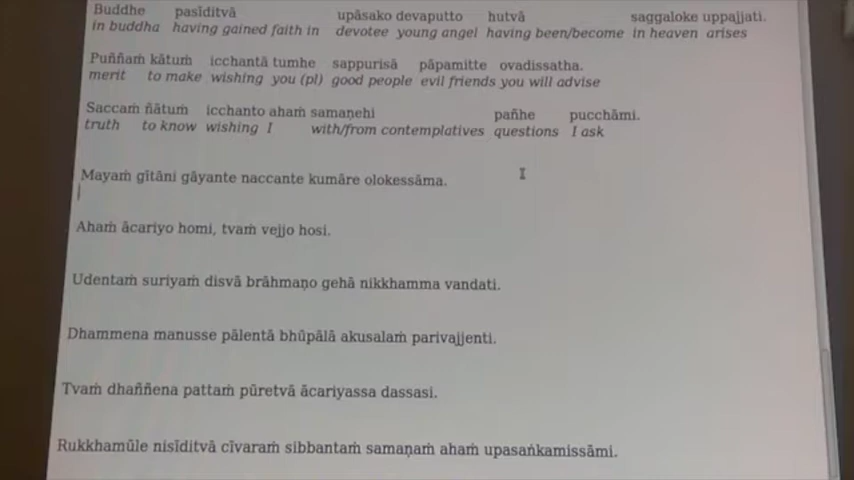 Buddhe pasīditvā upāsako devaputto hutvā saggaloke uppajjati.
in buddha having gained faith in devotee young angel having been/become in heaven arises
Puññaṁ kātuṁ icchantā tumhe sappurisā pāpamitte ovadissatha.
merit to make wishing you (pl) good people evil friends you will advise
Saccaṁ ñātuṁ icchanto ahaṁ samaṇehi pañhe pucchāmi.
truth to know wishing I with/from contemplatives questions I ask
Mayaṁ gītāni gāyante naccante kumāre olokessāma.
Ahaṁ ācariyo homi, tvaṁ vejjo hosi.
Udentaṁ suriyaṁ disvā brāhmaṇo gehā nikkhamma vandati.
Dhammena manusse pālentā bhūpālā akusalaṁ parivajjenti.
Tvaṁ dhaññena pattaṁ pūretvā ācariyassa dassasi.
Rukkhamūle nisīditvā cīvaraṁ sibbantaṁ samaṇaṁ ahaṁ upasaṅkamissāmi.